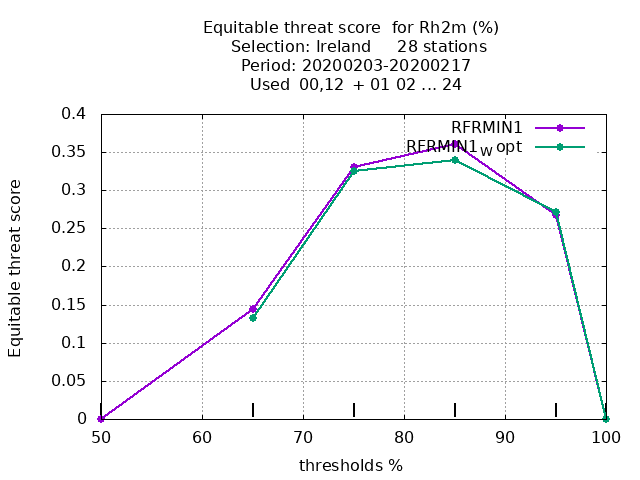 Equitable threat score for Rh2m (%)
Selection: Ireland 28 stations
Period: 20200203-20200217
Used 00,12 + 01 02 ... 24
RFRMIN1
RFRMIN1W opt
0.4
0.35
0.3
0.25
0.2
0.15
0.1
0.05
0
Equitable threat score
50 60 70 80 90 100
thresholds %